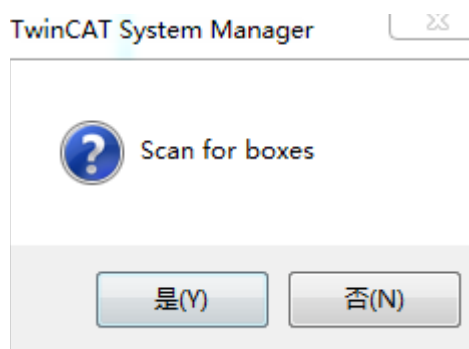 TwinCAT System Manager
Scan for boxes
是(Y)
否(N)